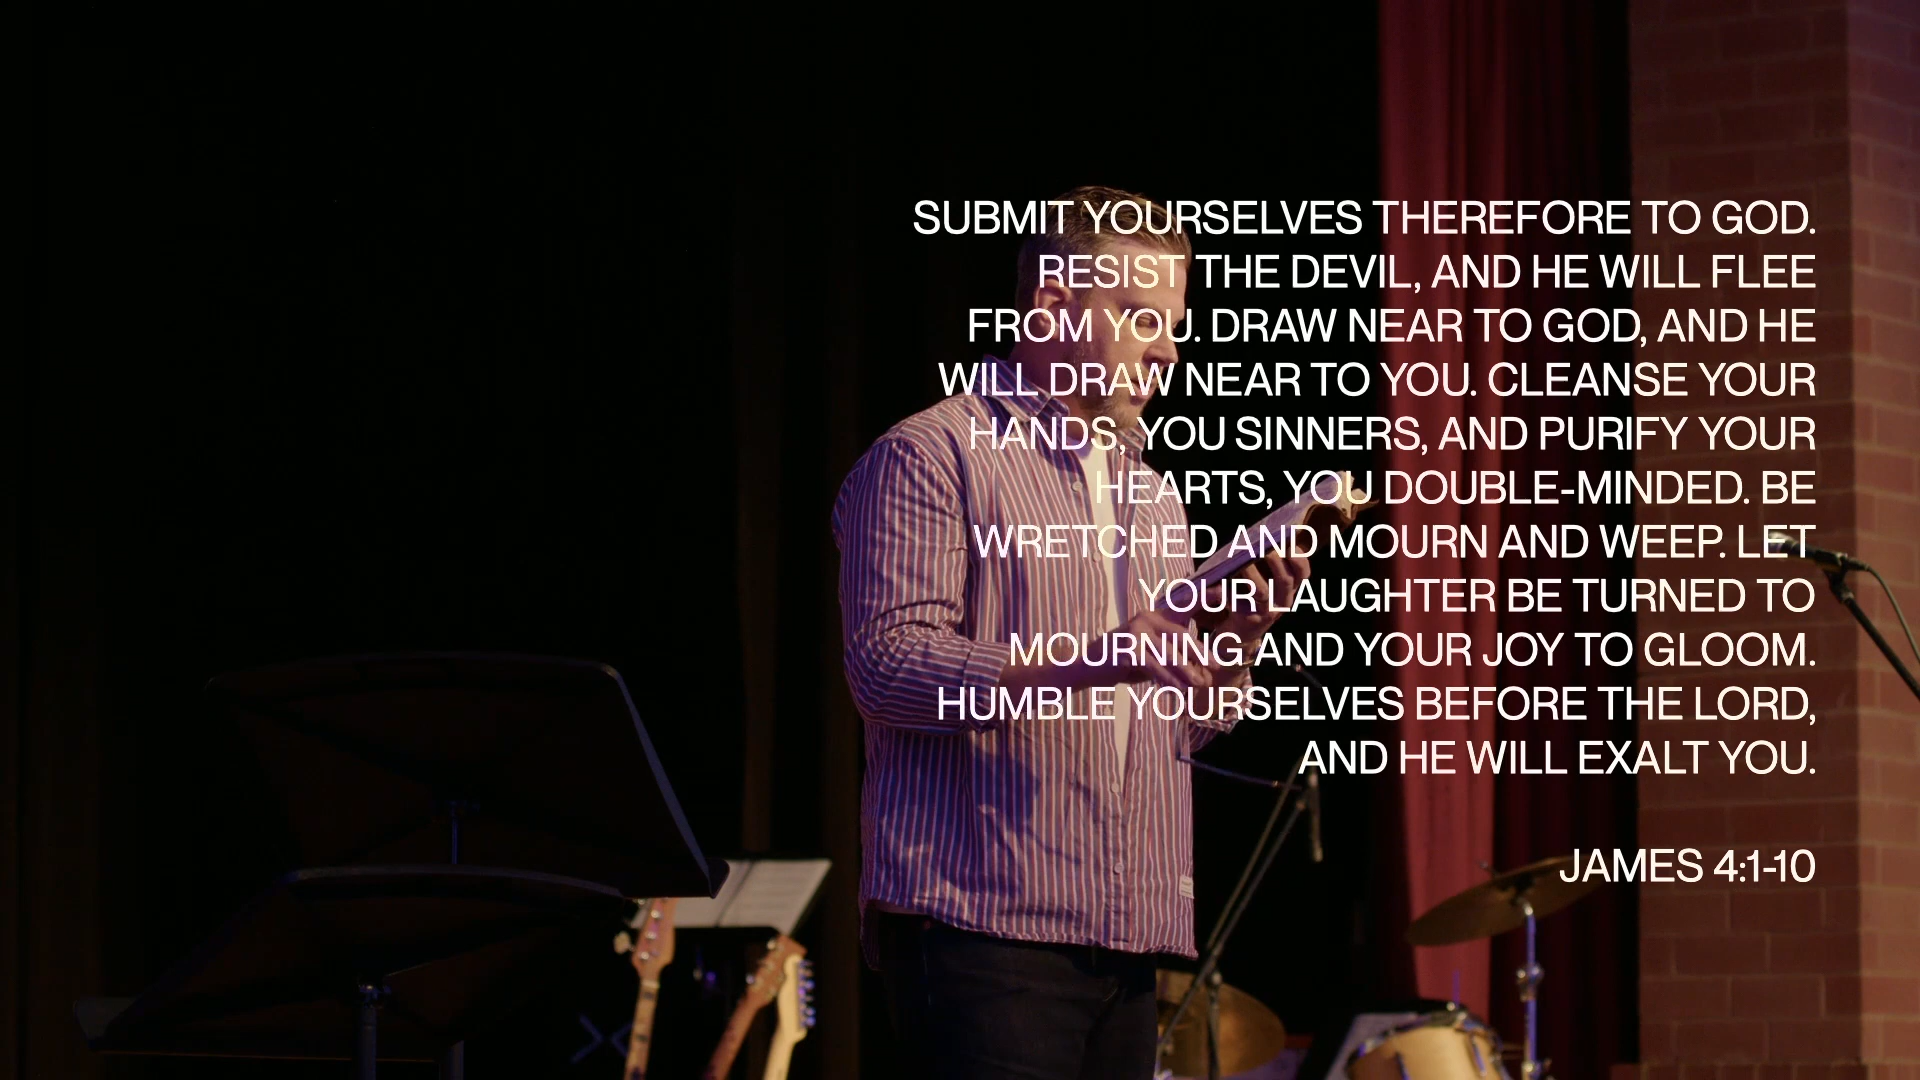 SUBMIT YOURSELVES THEREFORE TO GOD.
RESIST THE DEVIL, AND HE WILL FLEE
FROM YOU. DRAW NEAR TO GOD, AND HE
WILL DRAW NEAR TO YOU. CLEANSE YOUR
HANDS, YOU SINNERS, AND PURIFY YOUR
HEARTS, YOU DOUBLE-MINDED. BE
WRETCHED AND MOURN AND WEEP. LET
YOUR LAUGHTER BE TURNED TO
MOURNING AND YOUR JOY TO GLOOM.
HUMBLE YOURSELVES BEFORE THE LORD,
AND HE WILL EXALT YOU.
JAMES 4:1-10